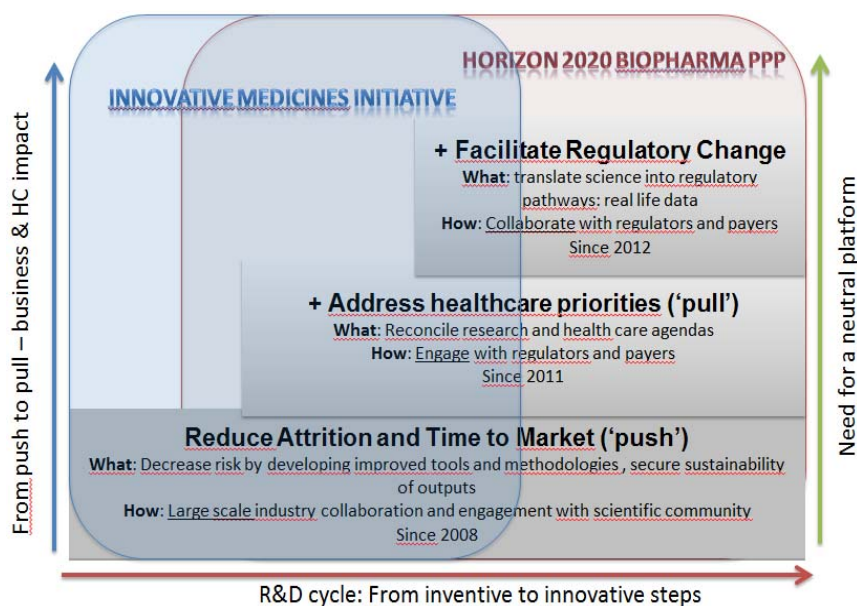 HORIZON 2020 BIOPHARMA PPP
INNOVATIVE MEDICINES INITIATIVE
From push to pull – business & HC impact
Need for a neutral platform
+ Facilitate Regulatory Change
What: translate science into regulatory
pathways: real life data
How: Collaborate with regulators and payers
Since 2012
+ Address healthcare priorities ('pull')
What: Reconcile research and health care agendas
How: Engage with regulators and payers
Since 2011
Reduce Attrition and Time to Market ('push')
What: Decrease risk by developing improved tools and methodologies , secure sustainability
of outputs
How: Large scale industry collaboration and engagement with scientific community
Since 2008
R&D cycle: From inventive to innovative steps